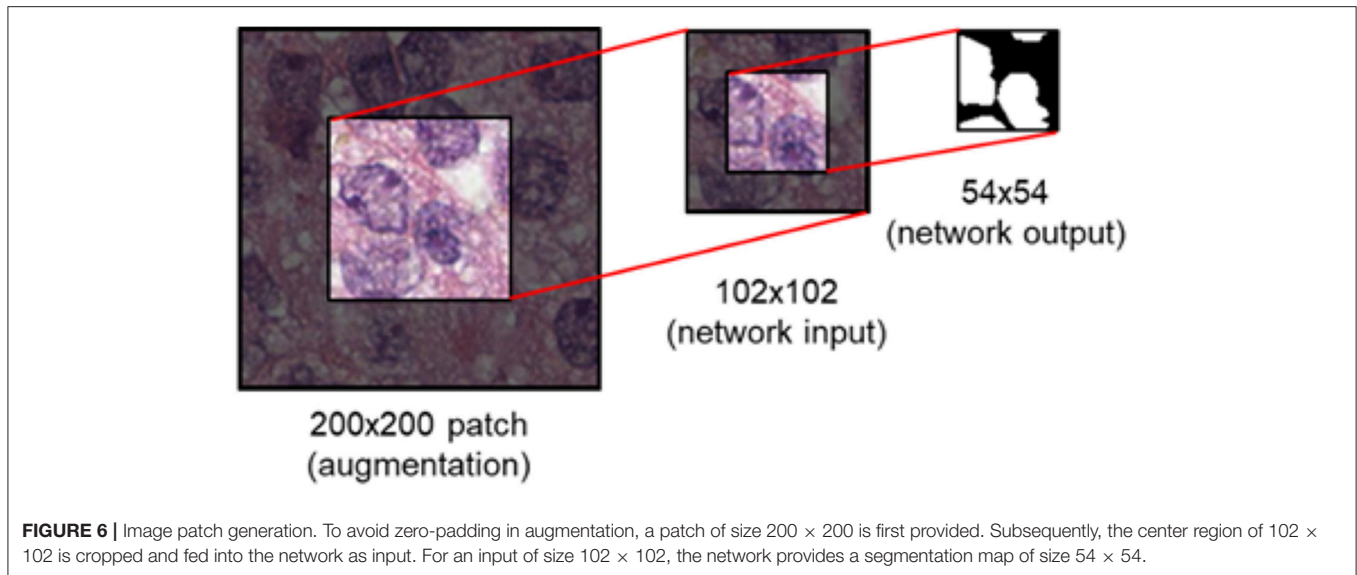 200x200 patch
(augmentation)
102x102
(network input)
54x54
(network output)
FIGURE 6 | Image patch generation. To avoid zero-padding in augmentation, a patch of size 200 × 200 is first provided. Subsequently, the center region of 102 ×
102 is cropped and fed into the network as input. For an input of size 102 × 102, the network provides a segmentation map of size 54 × 54.